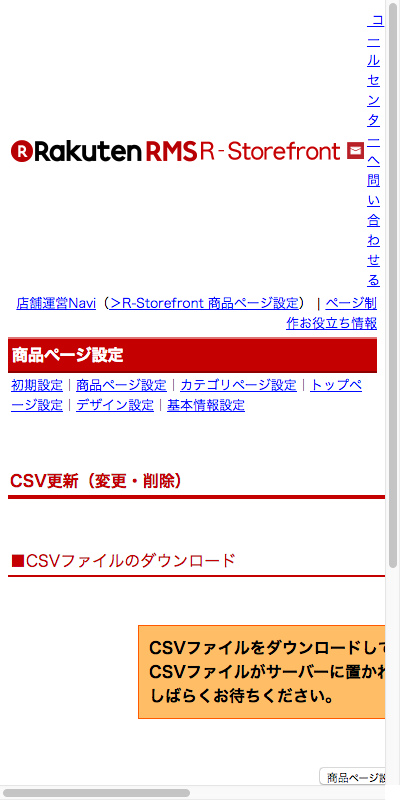 コールセンターへ問い合わせる
Rakuten RMS R-Storefront
店舗運営Navi（>R-Storefront 商品ページ設定） | ページ制
作お役立ち情報
商品ページ設定
初期設定 | 商品ページ設定 | カテゴリページ設定 | トップペ
ージ設定 | デザイン設定 | 基本情報設定
CSV更新（変更・削除）
■CSVファイルのダウンロード
CSVファイルをダウンロードして
CSVファイルがサーバーに置かれ
しばらくお待ちください。
商品ページ設